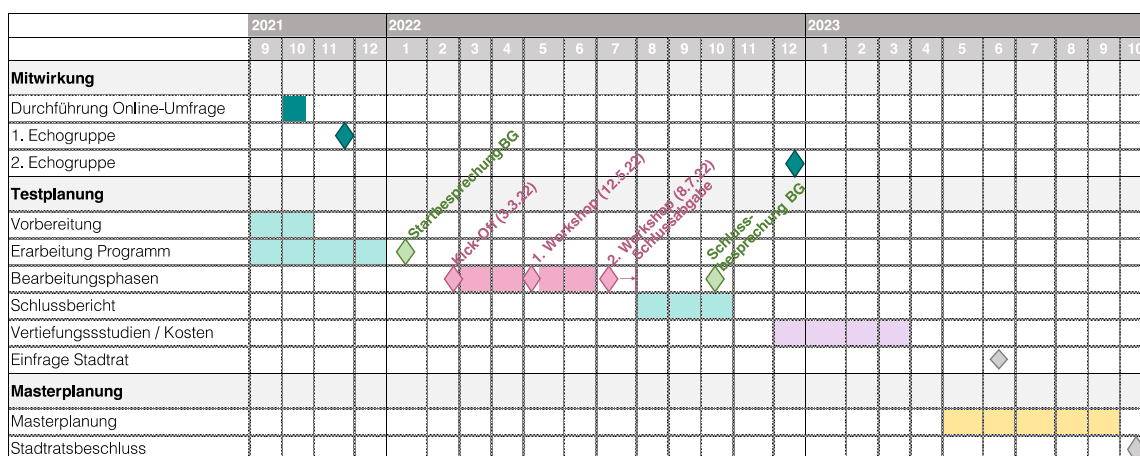 2021 2022 2023
9 10 11 12 1 2 3 4 5 6 7 8 9 10 11 12 1 2 3 4 5 6 7 8 9 10
Mitwirkung
Durchführung Online-Umfrage
1. Echogruppe
2. Echogruppe
Testplanung
Vorbereitung
Erarbeitung Programm
Bearbeitungsphasen
Schlussbericht
Vertiefungssstudien / Kosten
Einfrage Stadtrat
Masterplanung
Masterplanung
Stadtratsbeschluss
Startbesprechung BG
Kick-Off (3.3.22)
1. Workshop (12.5.22)
2. Workshop (8.7.22)
Schlussabgabe
Schluss-
besprechung BG